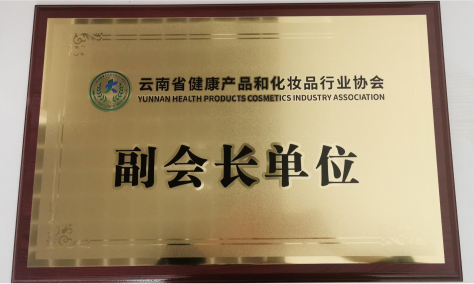 云南省健康产品和化妆品行业协会
YUNNAN HEALTH PRODUCTS COSMETICS INDUSTRY ASSOCIATION
副会长单位